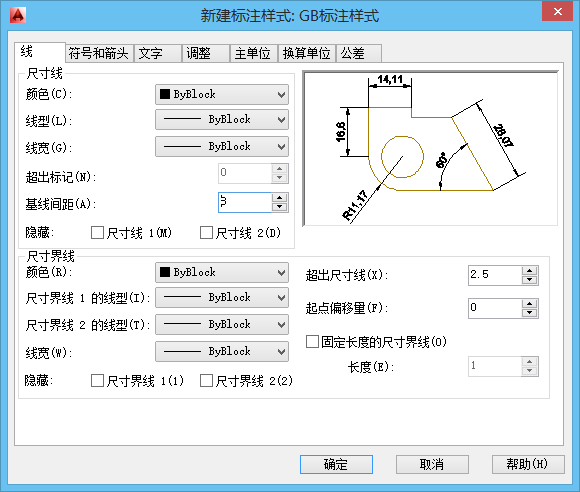 新建标注样式: GB标注样式
线 符号和箭头 文字 调整 主单位 换算单位 公差
尺寸线
颜色(C): ByBlock
线型(L): ByBlock
线宽(G): ByBlock
超出标记(N): 0
基线间距(A):
隐藏: 尺寸线 1(M) 尺寸线 2(D)
14,11
16,6
28,07
60°
R11,17
尺寸界线
颜色(R): ByBlock
尺寸界线 1 的线型(I): ByBlock
尺寸界线 2 的线型(T): ByBlock
线宽(W): ByBlock
隐藏: 尺寸界线 1(1) 尺寸界线 2(2)
超出尺寸线(X): 2.5
起点偏移量(F): 0
固定长度的尺寸界线(O)
长度(E): 1
确定 取消 帮助(H)